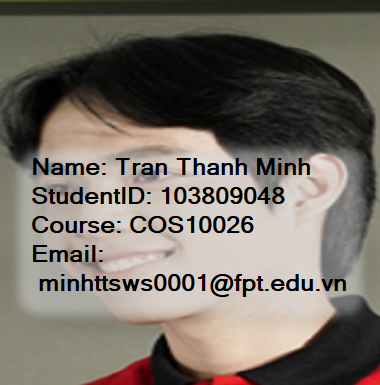 Name: Tran Thanh Minh
StudentID: 103809048
Course: COS10026
Email:
minhttsws0001@fpt.edu.vn